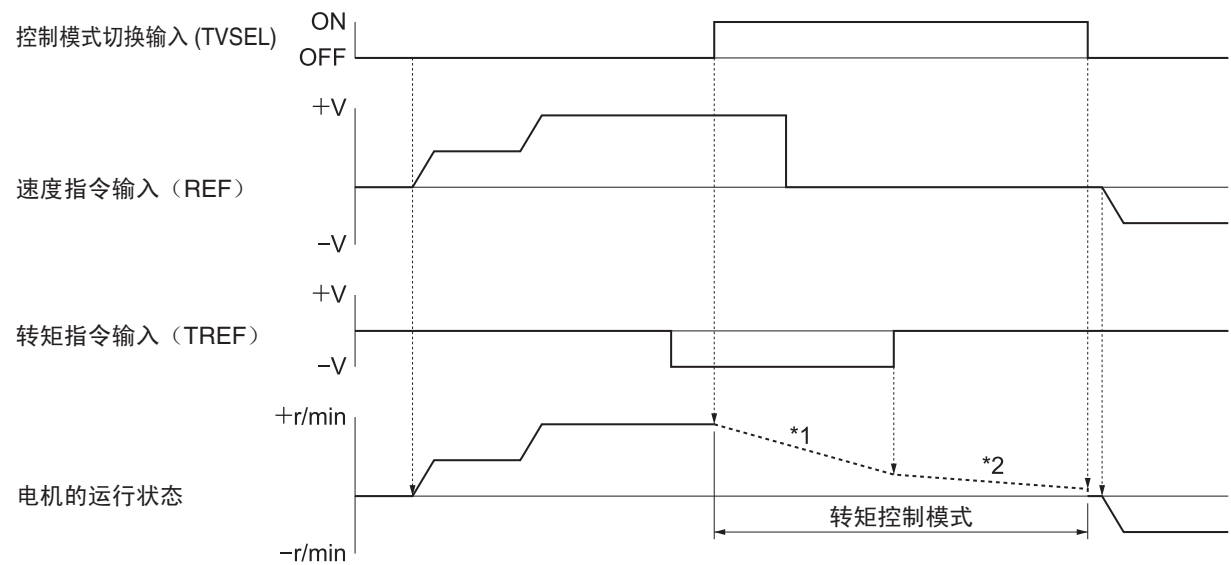 控制模式切换输入 (TVSEL)
ON
OFF
速度指令输入（REF）
+V
−V
转矩指令输入（TREF）
+V
−V
电机的运行状态
+r/min
−r/min
*1
*2
转矩控制模式